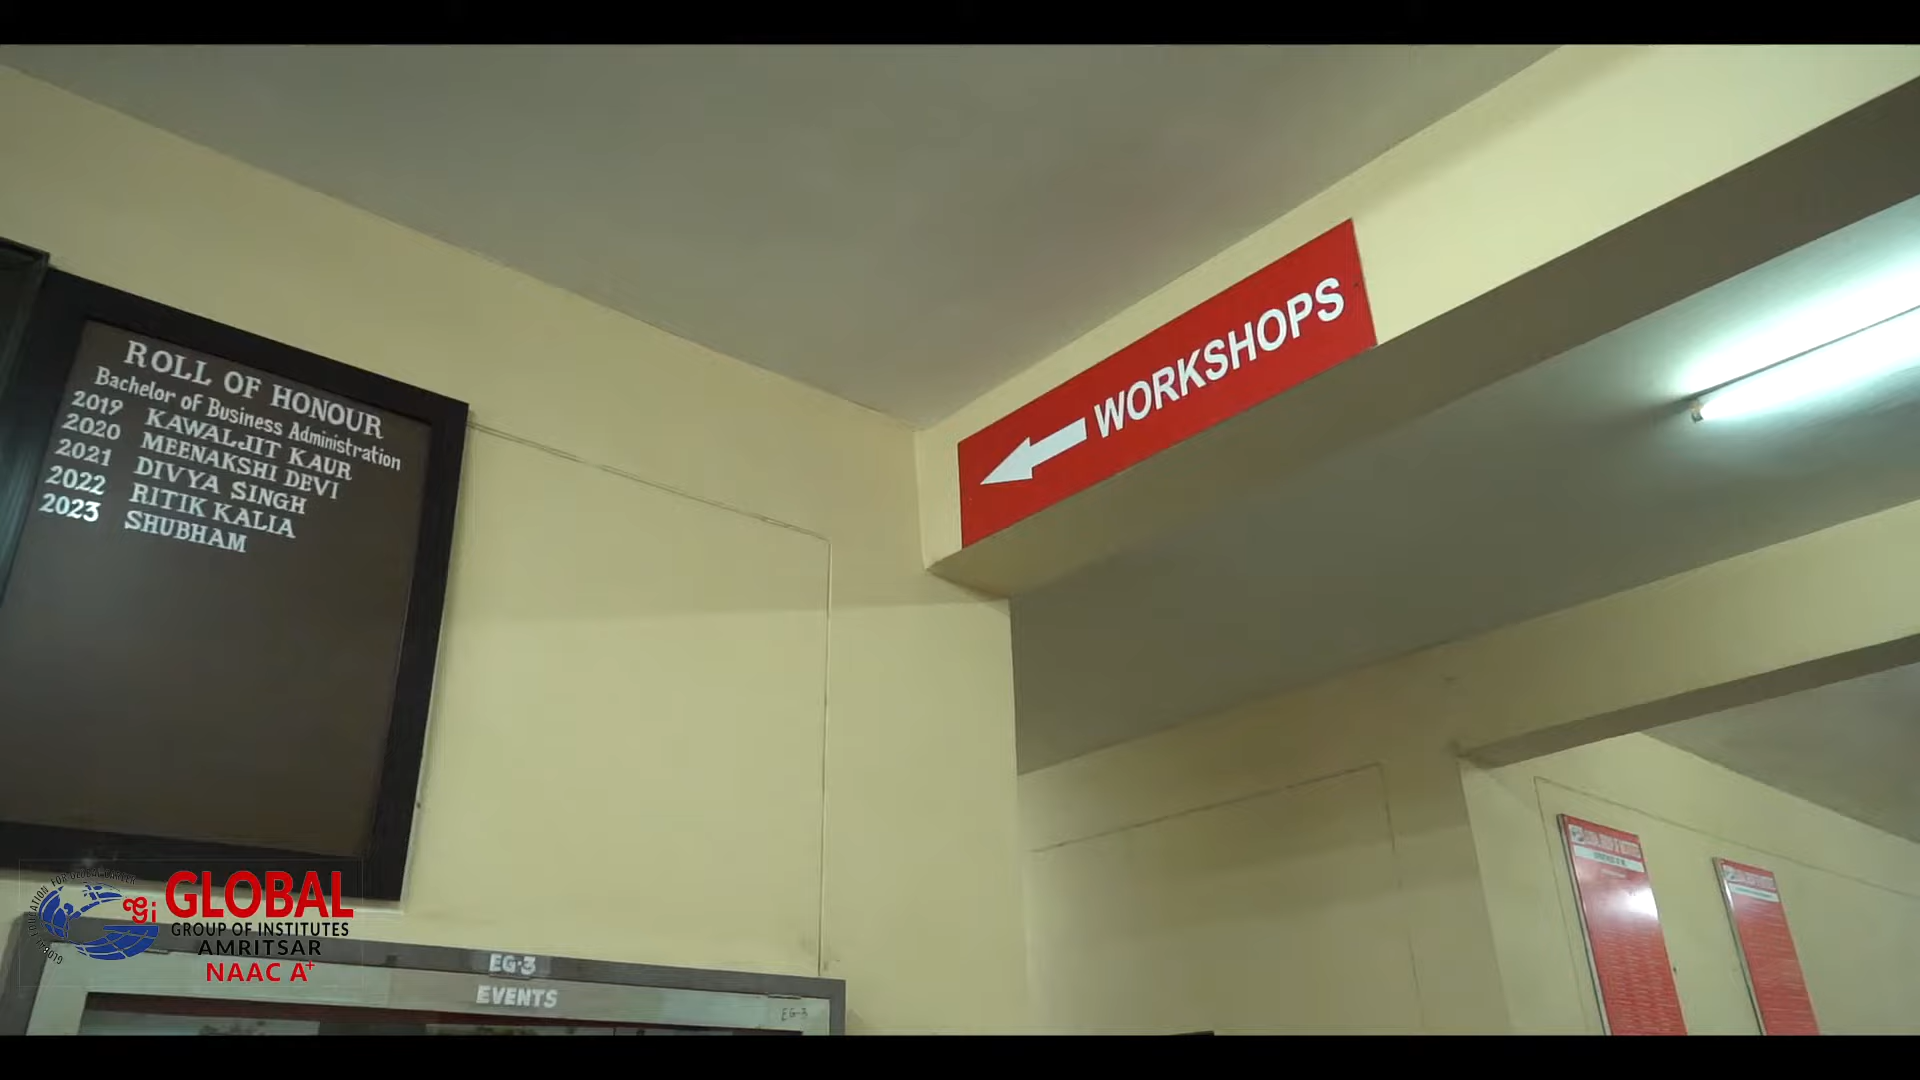 ROLL OF HONOUR
Bachelor of Business Administration
2019 KAWALJIT KAUR
2020 MEENAKSHI DEVI
2021 DIVYA SINGH
2022 RITIK KALIA
2023 SHUBHAM
WORKSHOPS
GLOBAL
GROUP OF INSTITUTES
AMRITSAR
NAAC A+
ggi
EG-3
EVENTS
EG-3